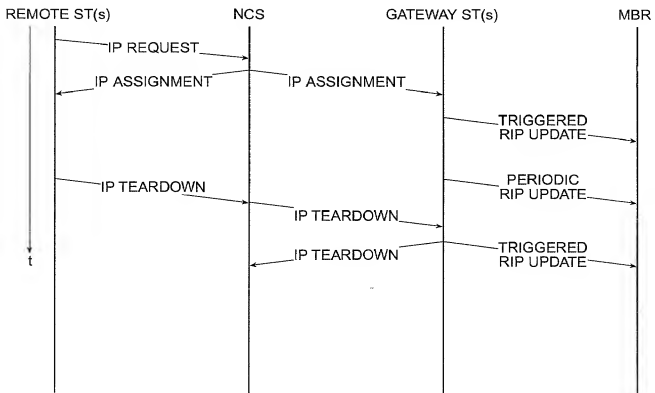 REMOTE ST(s) NCS GATEWAY ST(s) MBR
IP REQUEST
IP ASSIGNMENT IP ASSIGNMENT
TRIGGERED
RIP UPDATE
IP TEARDOWN
PERIODIC
RIP UPDATE
IP TEARDOWN
IP TEARDOWN
TRIGGERED
RIP UPDATE
t